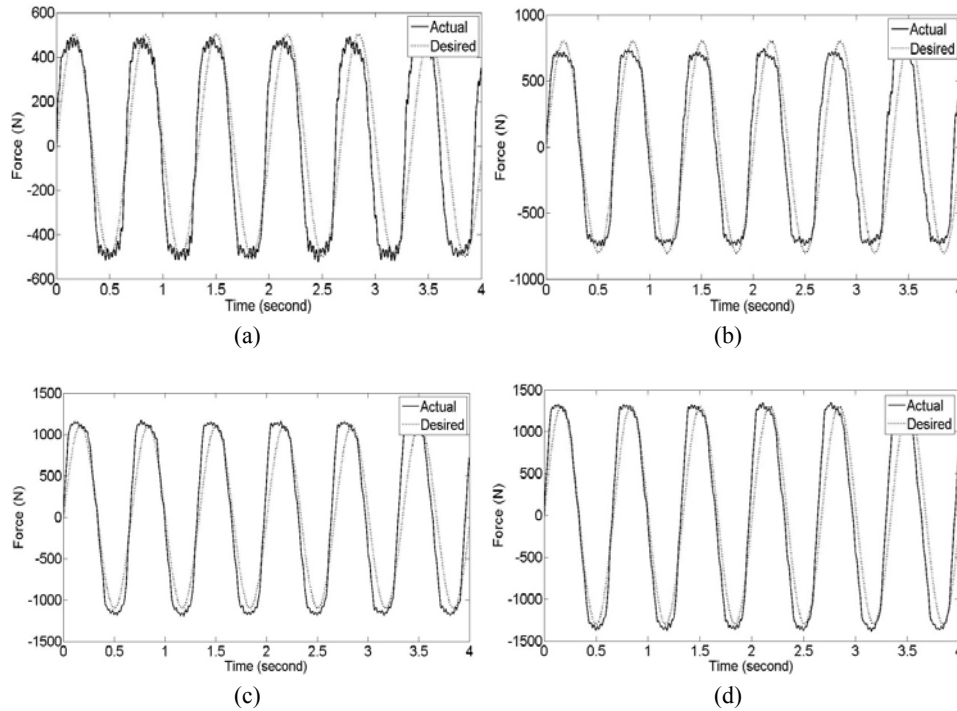 600
400
200
0
-200
-400
-600
Force (N)
0 0.5 1 1.5 2 2.5 3 3.5 4
Time (second)
Actual
Desired
(a)
1000
500
0
-500
-1000
Force (N)
0 0.5 1 1.5 2 2.5 3 3.5 4
Time (second)
Actual
Desired
(b)
1500
1000
500
0
-500
-1000
-1500
Force (N)
0 0.5 1 1.5 2 2.5 3 3.5 4
Time (second)
Actual
Desired
(c)
1500
1000
500
0
-500
-1000
-1500
Force (N)
0 0.5 1 1.5 2 2.5 3 3.5 4
Time (second)
Actual
Desired
(d)